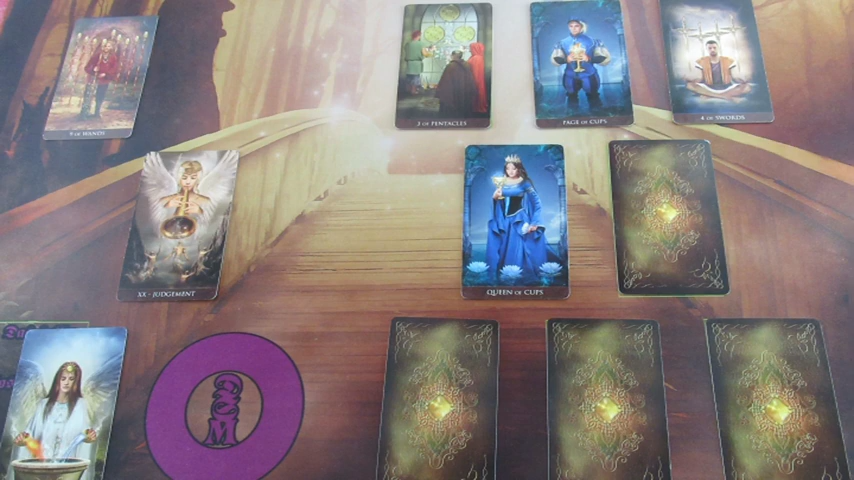 9 OF WANDS
3 OF PENTACLES
PAGE OF CUPS
4 OF SWORDS
XX - JUDGEMENT
QUEEN OF CUPS